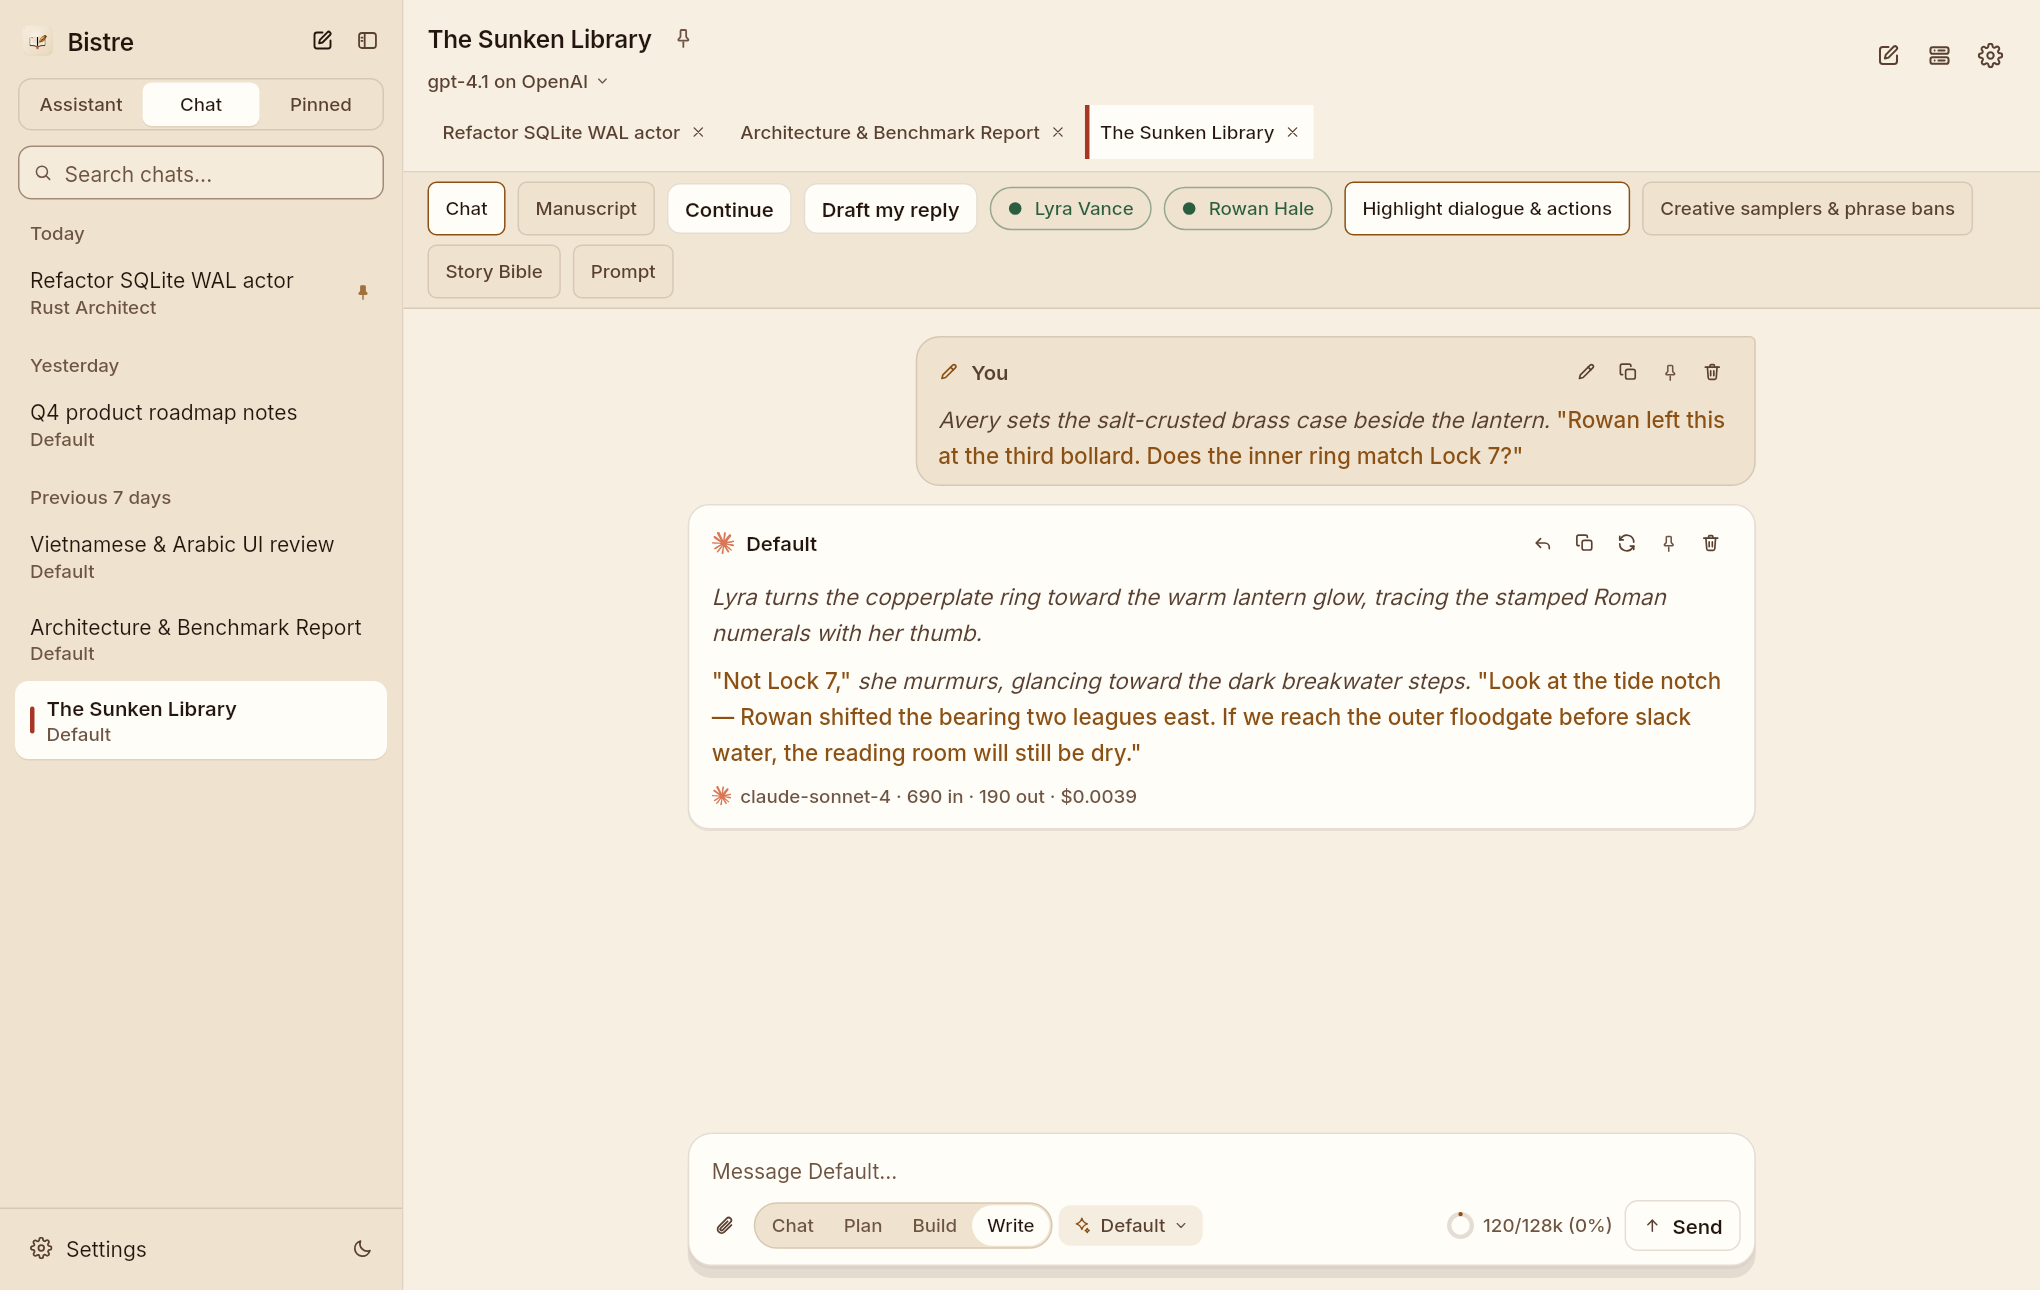 Bistre
Assistant Chat Pinned
Search chats...
Today
Refactor SQLite WAL actor
Rust Architect
Yesterday
Q4 product roadmap notes
Default
Previous 7 days
Vietnamese & Arabic UI review
Default
Architecture & Benchmark Report
Default
The Sunken Library
Default
Settings
The Sunken Library
gpt-4.1 on OpenAI
Refactor SQLite WAL actor Architecture & Benchmark Report The Sunken Library
Chat Manuscript Continue Draft my reply Lyra Vance Rowan Hale Highlight dialogue & actions Creative samplers & phrase bans
Story Bible Prompt
You
Avery sets the salt-crusted brass case beside the lantern. "Rowan left this
at the third bollard. Does the inner ring match Lock 7?"
Default
Lyra turns the copperplate ring toward the warm lantern glow, tracing the stamped Roman
numerals with her thumb.
"Not Lock 7," she murmurs, glancing toward the dark breakwater steps. "Look at the tide notch
— Rowan shifted the bearing two leagues east. If we reach the outer floodgate before slack
water, the reading room will still be dry."
claude-sonnet-4 · 690 in · 190 out · $0.0039
Message Default...
Chat Plan Build Write Default 120/128k (0%) Send